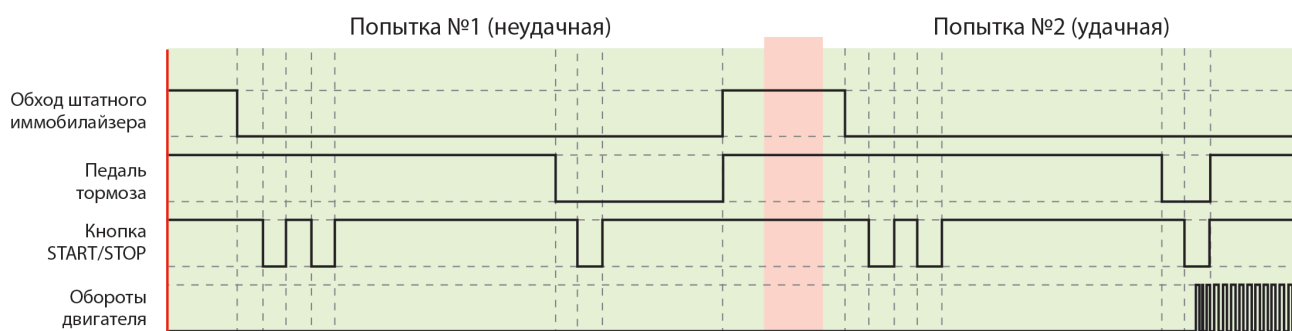 Попытка №1 (неудачная)
Попытка №2 (удачная)
Обход штатного
иммобилайзера
Педаль
тормоза
Кнопка
START/STOP
Обороты
двигателя